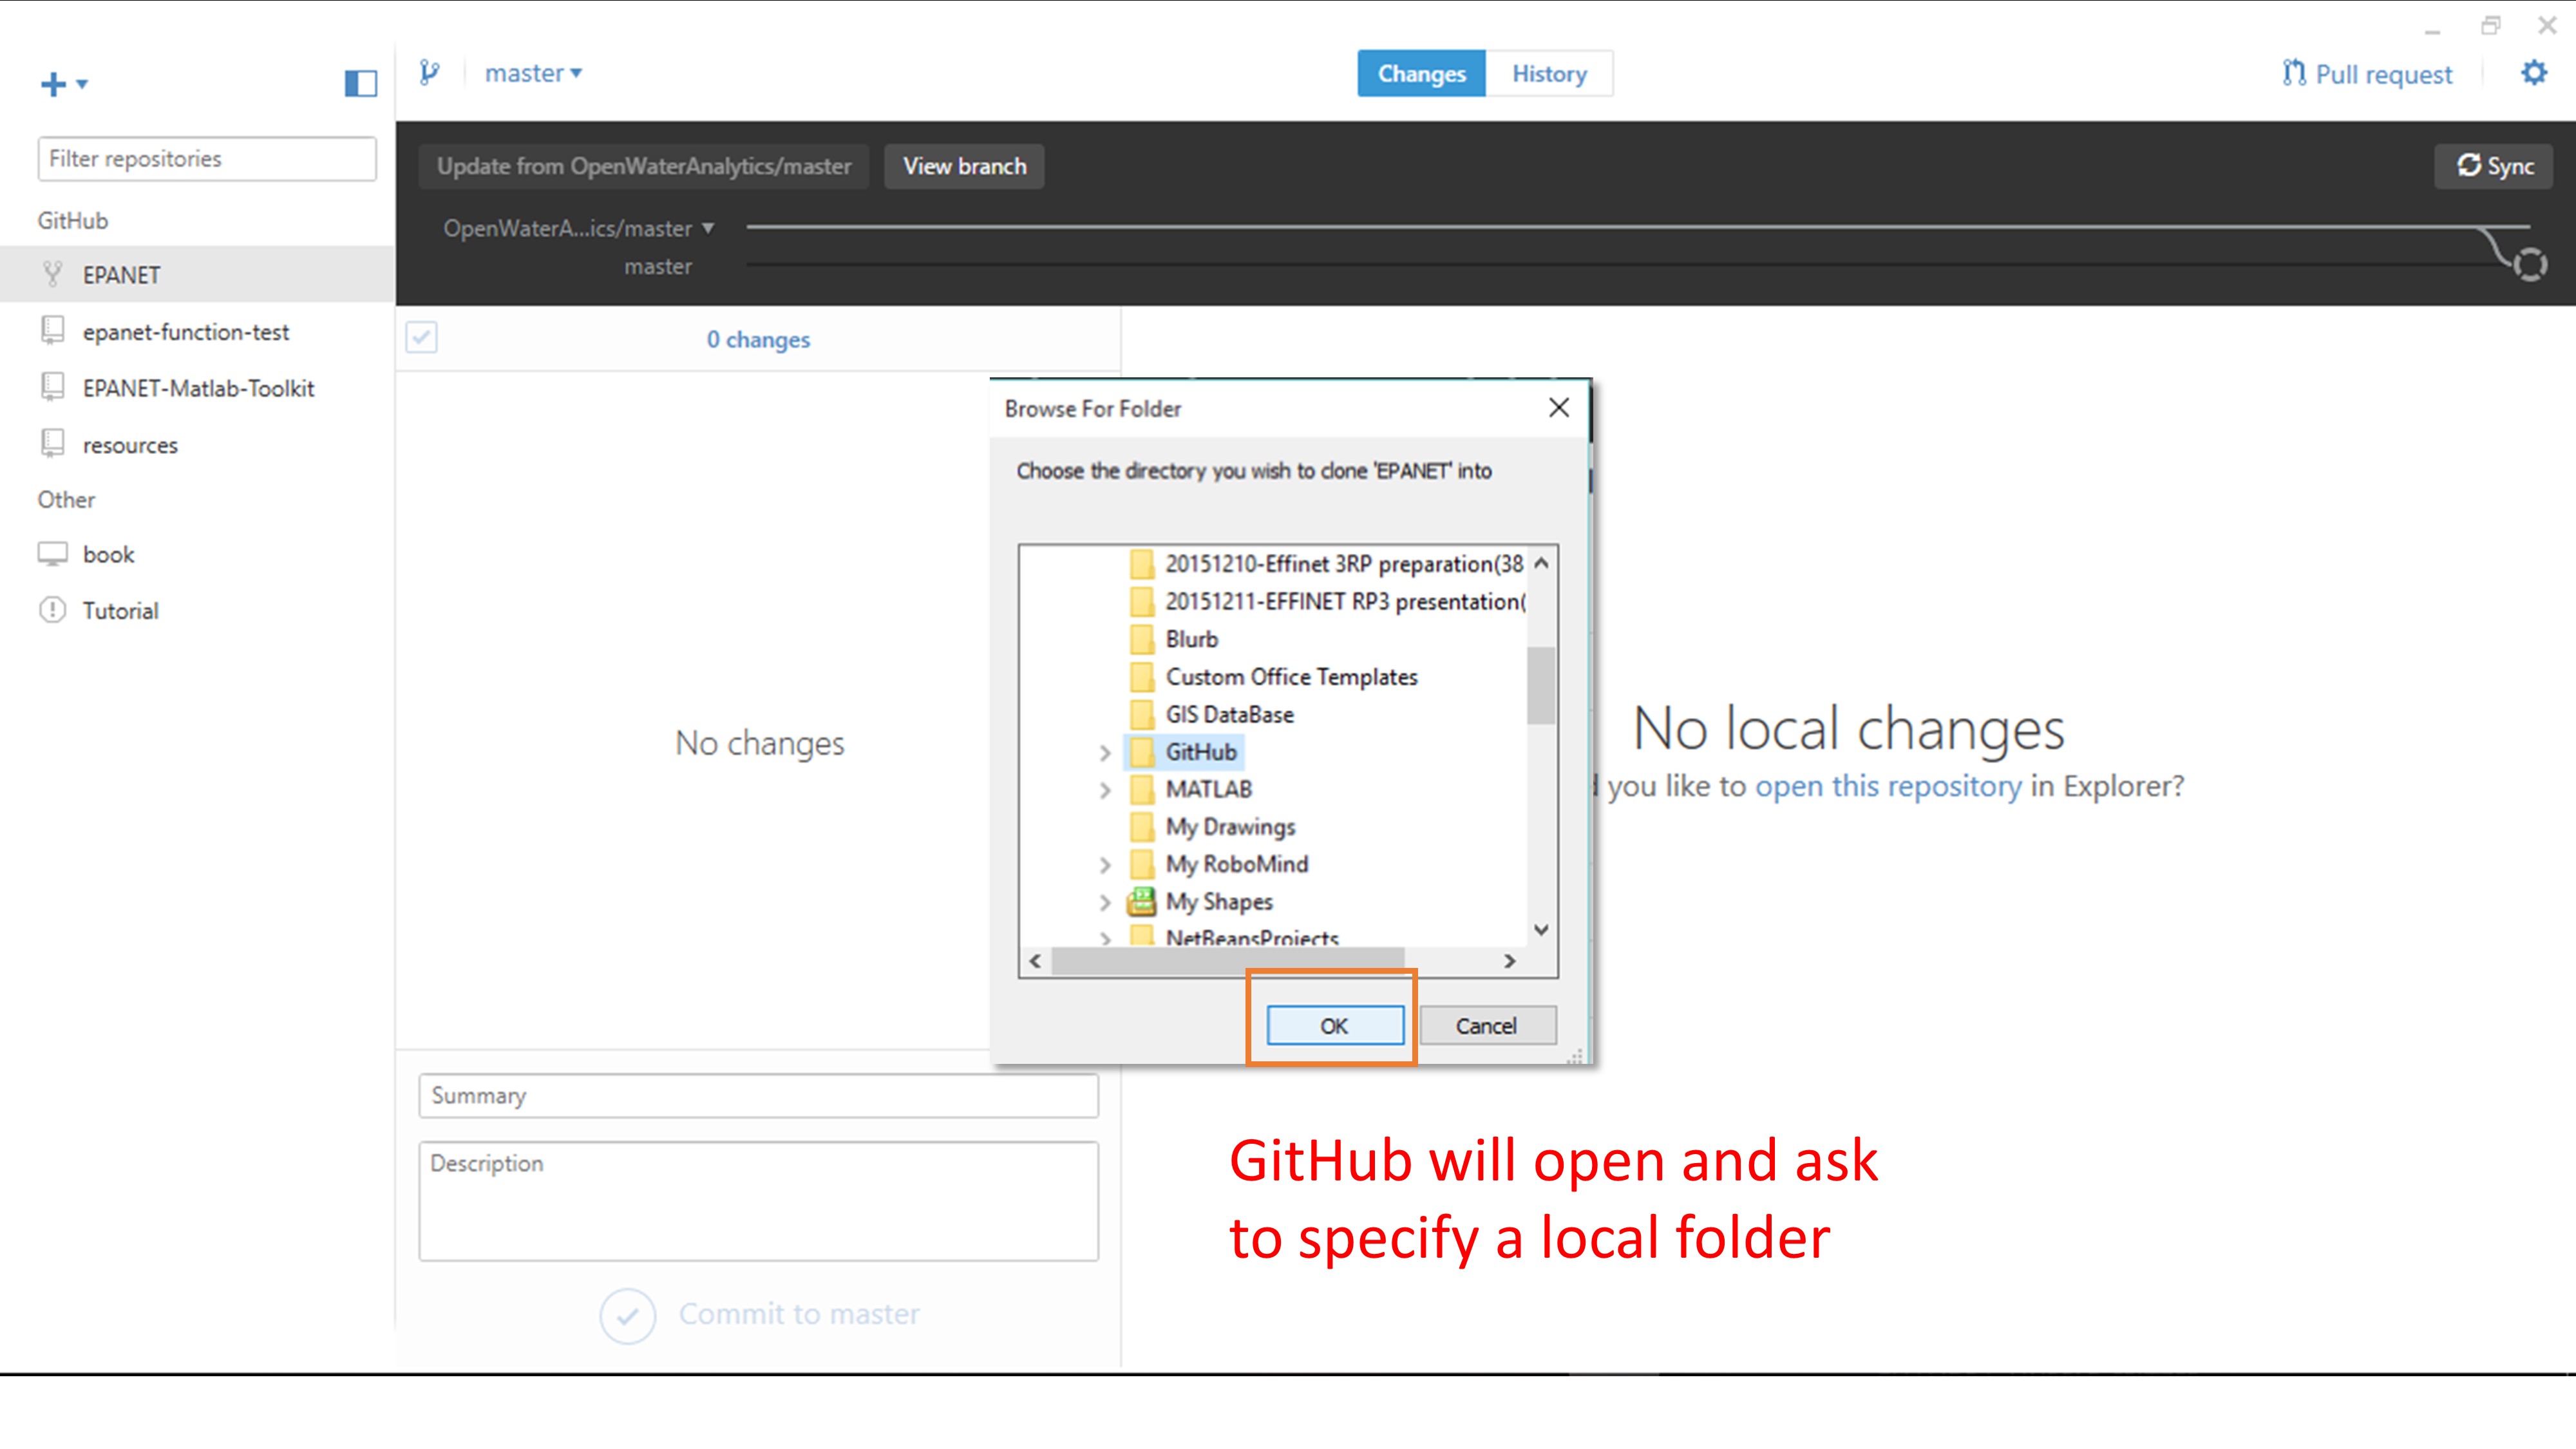 master
Changes
History
Pull request
Filter repositories
Update from OpenWaterAnalytics/master
View branch
Sync
GitHub
OpenWaterA...ics/master
master
EPANET
epanet-function-test
EPANET-Matlab-Toolkit
resources
Other
book
Tutorial
0 changes
No changes
Browse For Folder
Choose the directory you wish to clone 'EPANET' into
20151210-Effinet 3RP preparation(38
20151211-EFFINET RP3 presentation(
Blurb
Custom Office Templates
GIS DataBase
GitHub
MATLAB
My Drawings
My RoboMind
My Shapes
NetBeansProjects
OK
Cancel
No local changes
you like to open this repository in Explorer?
Summary
Description
Commit to master
GitHub will open and ask
to specify a local folder